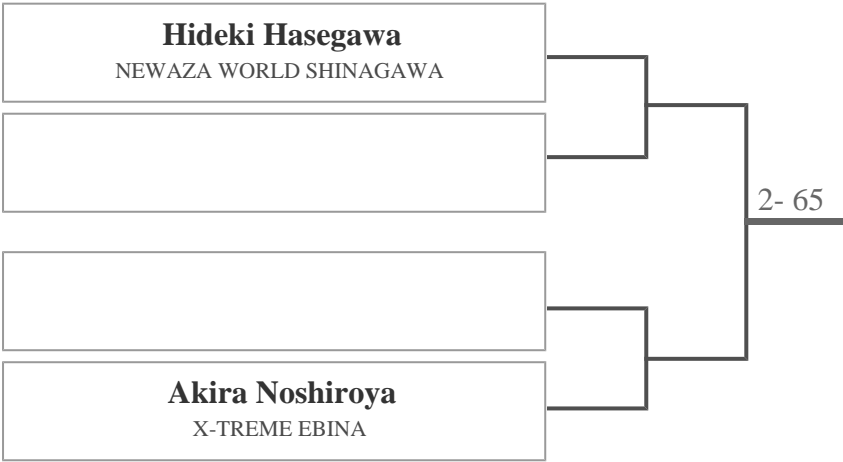 Hideki Hasegawa
NEWAZA WORLD SHINAGAWA
2- 65
Akira Noshiroya
X-TREME EBINA